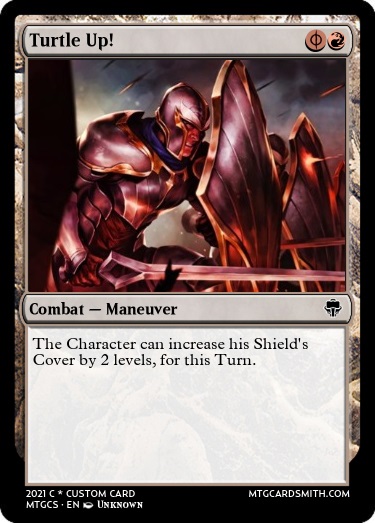 Turtle Up!
Combat — Maneuver
The Character can increase his Shield's
Cover by 2 levels, for this Turn.
2021 C * CUSTOM CARD
MTGCS · EN Unknown
MTGCARDSMITH.COM